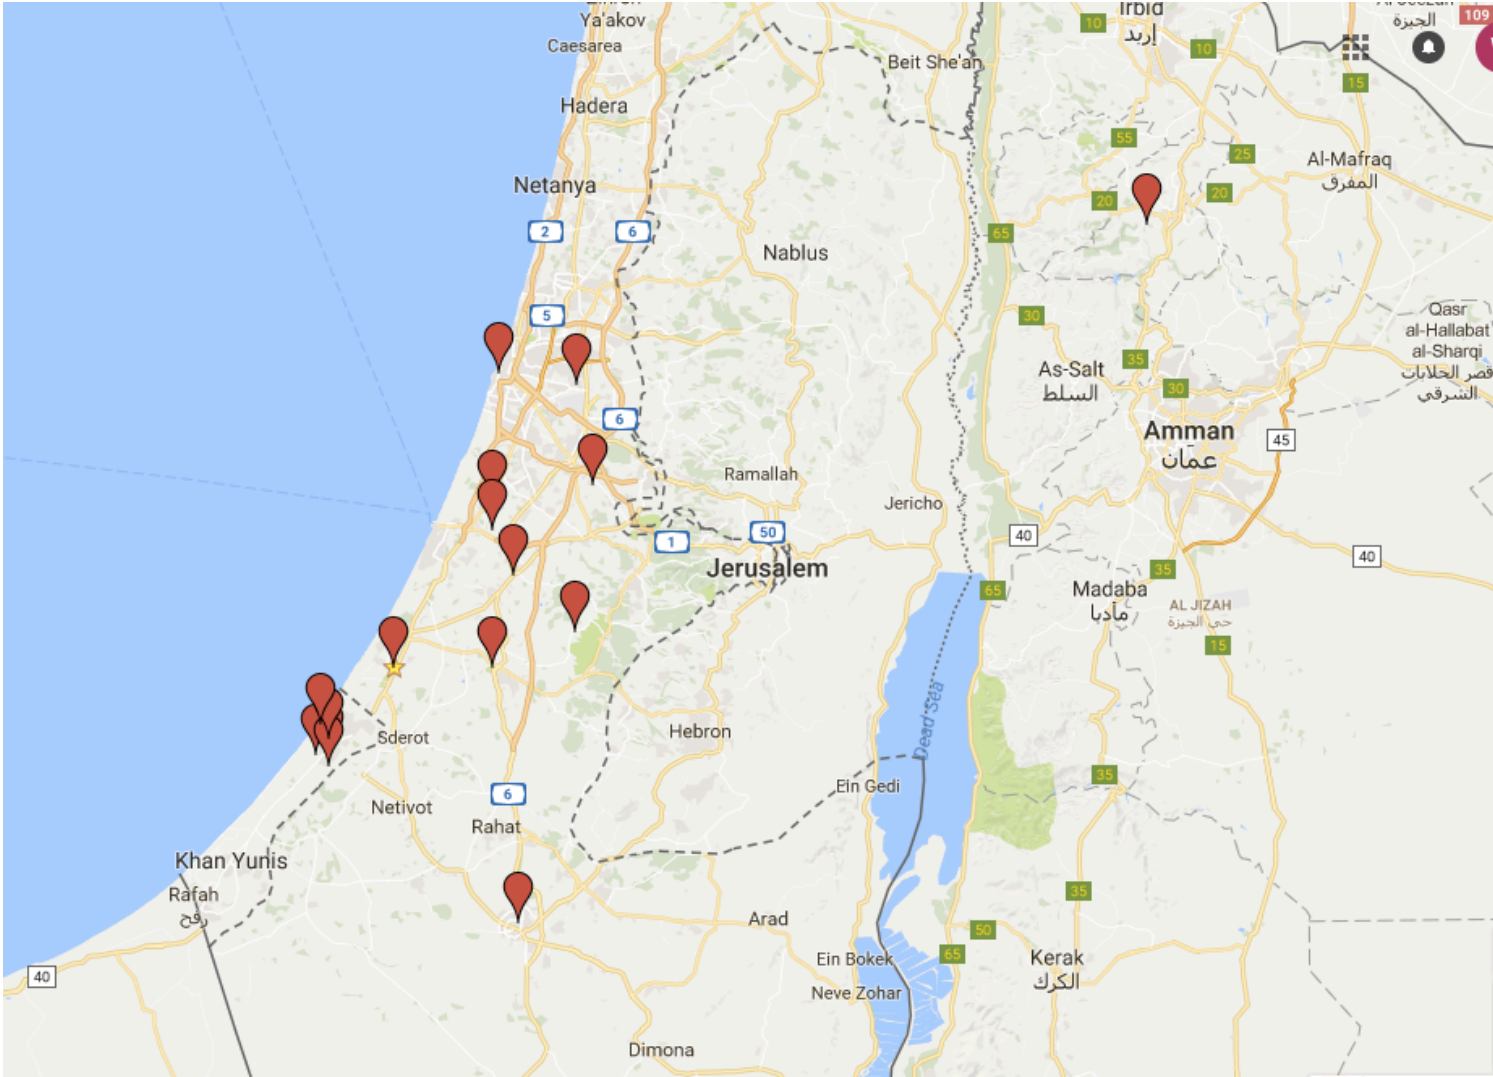 Ya'akov
Caesarea
Hadera
Netanya
2
6
5
6
Beit She'an
Nablus
Ramallah
Jericho
1
50
Jerusalem
Hebron
Ein Gedi
Dead Sea
Sderot
Netivot
6
Rahat
Khan Yunis
Rafah
رفح
40
Arad
Ein Bokek
Neve Zohar
Dimona
10
Irbid
إربد
10
الجيزة
109
15
55
25
20
20
Al-Mafraq
المفرق
65
30
35
30
As-Salt
السلط
Qasr
al-Hallabat
al-Sharqi
قصر الحلابات
الشرقي
Amman
عمان
45
40
40
35
65
Madaba
مأدبا
AL JIZAH
حي الجيزة
15
35
35
50
65
Kerak
الكرك